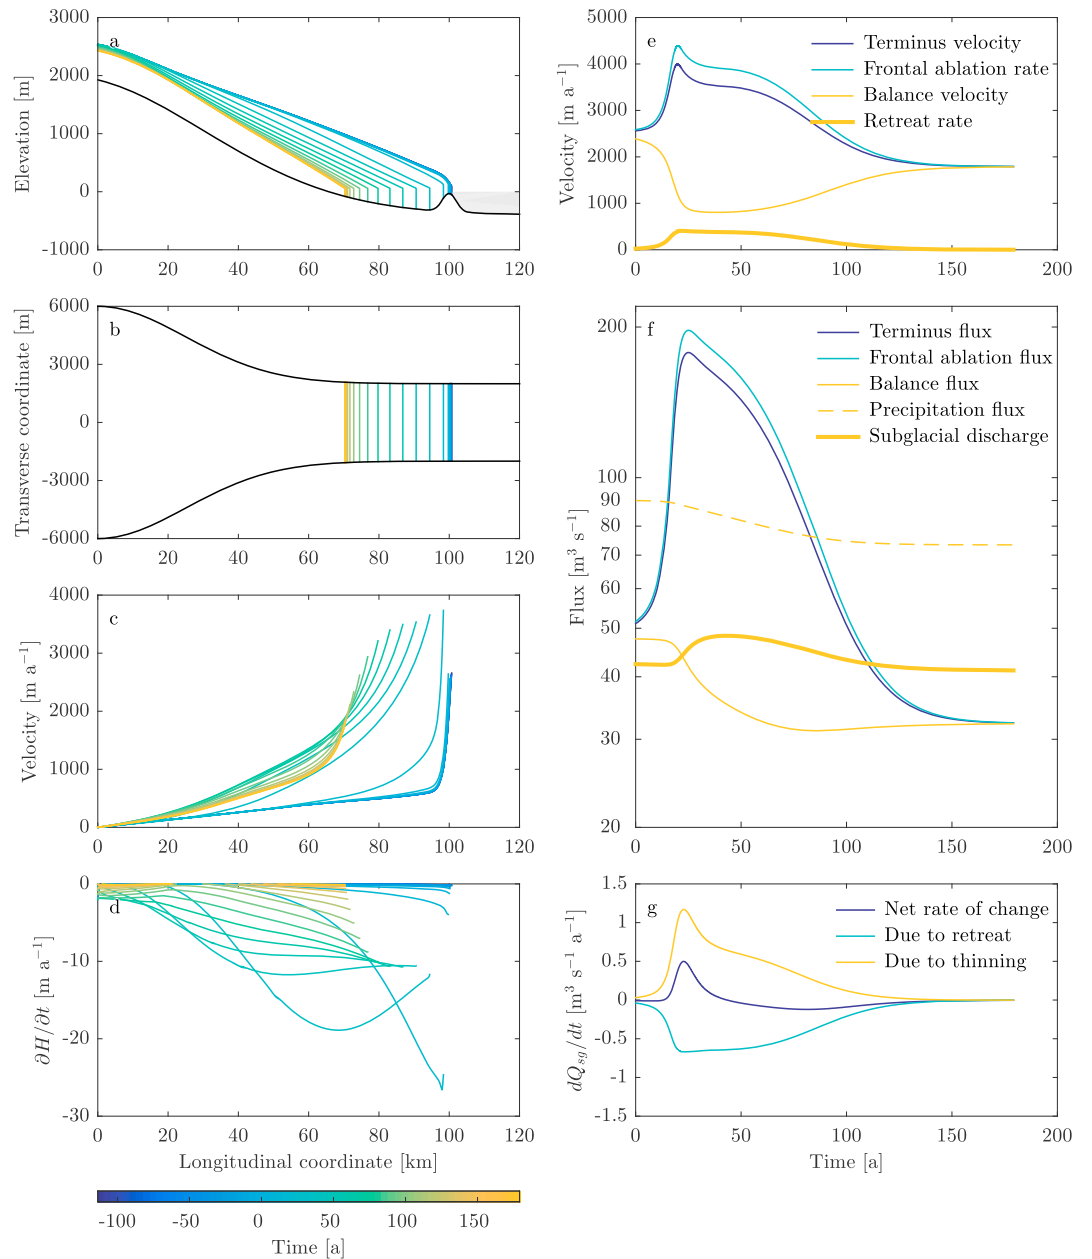 a
3000
2000
1000
0
-1000
Elevation [m]
0 20 40 60 80 100 120
b
6000
3000
0
-3000
-6000
Transverse coordinate [m]
0 20 40 60 80 100 120
c
4000
3000
2000
1000
0
Velocity [m a⁻¹]
0 20 40 60 80 100 120
d
0
-10
-20
-30
∂H/∂t [m a⁻¹]
0 20 40 60 80 100 120
Longitudinal coordinate [km]
-100 -50 0 50 100 150
Time [a]
e
5000
4000
3000
2000
1000
0
Velocity [m a⁻¹]
Terminus velocity
Frontal ablation rate
Balance velocity
Retreat rate
0 50 100 150 200
f
200
100
90
80
70
60
50
40
30
20
Flux [m³ s⁻¹]
Terminus flux
Frontal ablation flux
Balance flux
Precipitation flux
Subglacial discharge
0 50 100 150 200
g
1.5
1
0.5
0
-0.5
-1
-1.5
dQsg/dt [m³ s⁻¹ a⁻¹]
Net rate of change
Due to retreat
Due to thinning
0 50 100 150 200
Time [a]